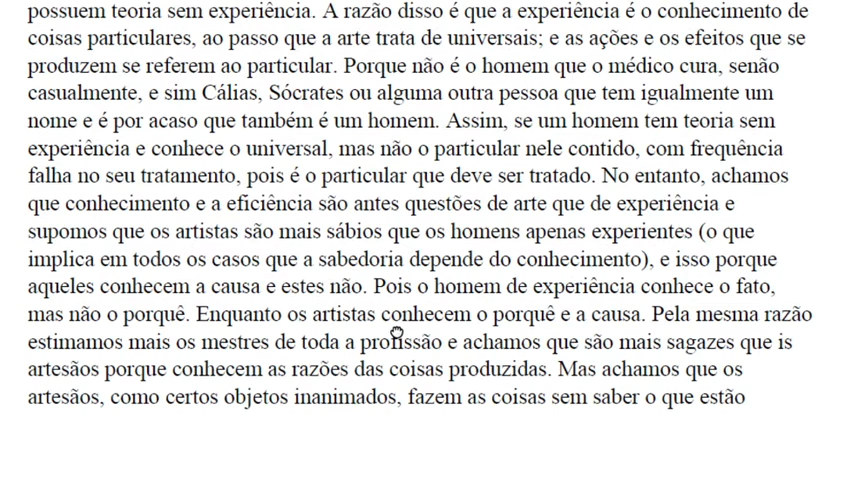 possuem teoria sem experiência. A razão disso é que a experiência é o conhecimento de
coisas particulares, ao passo que a arte trata de universais; e as ações e os efeitos que se
produzem se referem ao particular. Porque não é o homem que o médico cura, senão
casualmente, e sim Cálias, Sócrates ou alguma outra pessoa que tem igualmente um
nome e é por acaso que também é um homem. Assim, se um homem tem teoria sem
experiência e conhece o universal, mas não o particular nele contido, com frequência
falha no seu tratamento, pois é o particular que deve ser tratado. No entanto, achamos
que conhecimento e a eficiência são antes questões de arte que de experiência e
supomos que os artistas são mais sábios que os homens apenas experientes (o que
implica em todos os casos que a sabedoria depende do conhecimento), e isso porque
aqueles conhecem a causa e estes não. Pois o homem de experiência conhece o fato,
mas não o porquê. Enquanto os artistas conhecem o porquê e a causa. Pela mesma razão
estimamos mais os mestres de toda a profissão e achamos que são mais sagazes que is
artesãos porque conhecem as razões das coisas produzidas. Mas achamos que os
artesãos, como certos objetos inanimados, fazem as coisas sem saber o que estão